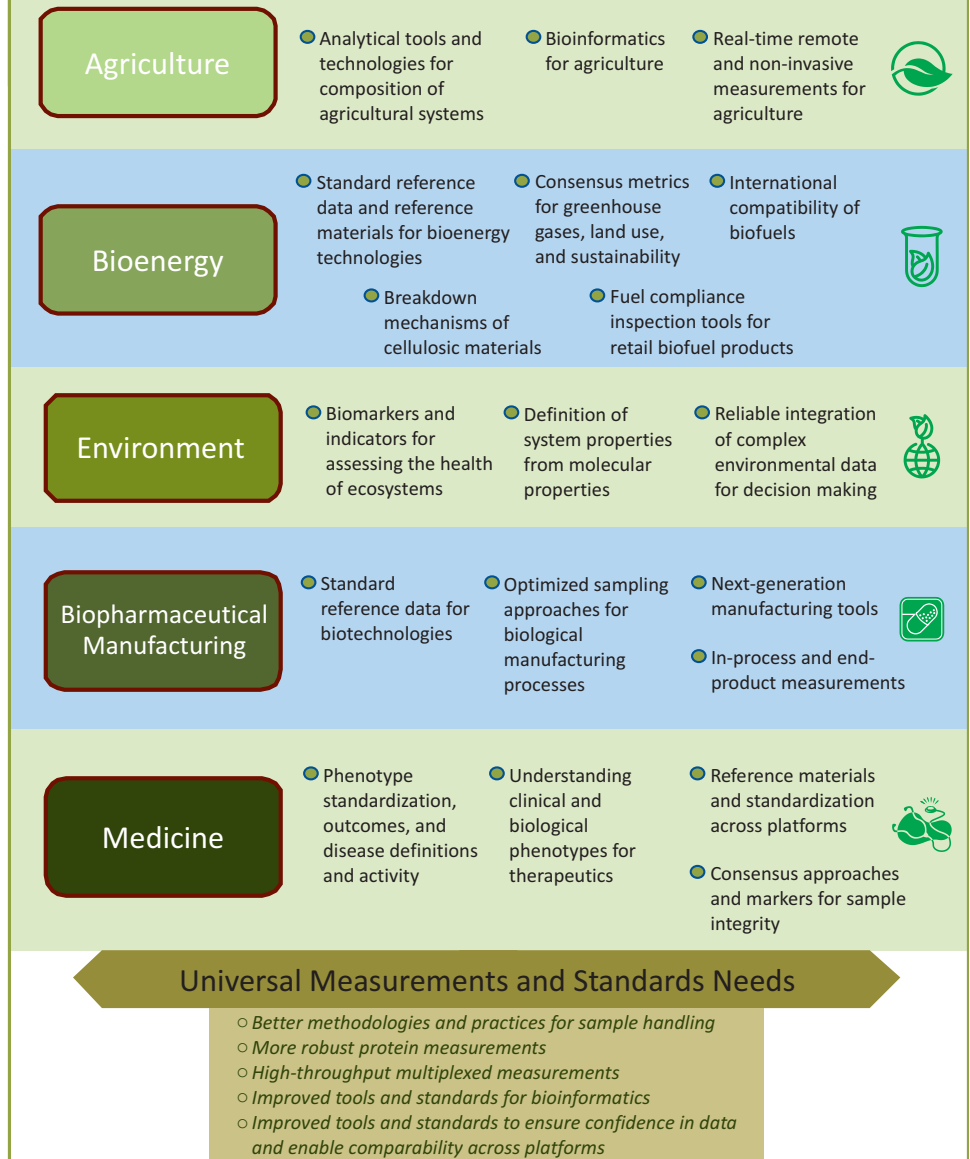 Agriculture
Analytical tools and
technologies for
composition of
agricultural systems
Bioinformatics
for agriculture
Real-time remote
and non-invasive
measurements for
agriculture
Bioenergy
Standard reference
data and reference
materials for bioenergy
technologies
Consensus metrics
for greenhouse
gases, land use,
and sustainability
International
compatibility of
biofuels
Breakdown
mechanisms of
cellulosic materials
Fuel compliance
inspection tools for
retail biofuel products
Environment
Biomarkers and
indicators for
assessing the health
of ecosystems
Definition of
system properties
from molecular
properties
Reliable integration
of complex
environmental data
for decision making
Biopharmaceutical
Manufacturing
Standard
reference data for
biotechnologies
Optimized sampling
approaches for
biological
manufacturing
processes
Next-generation
manufacturing tools
In-process and end-
product measurements
Medicine
Phenotype
standardization,
outcomes, and
disease definitions
and activity
Understanding
clinical and
biological
phenotypes for
therapeutics
Reference materials
and standardization
across platforms
Consensus approaches
and markers for sample
integrity
Universal Measurements and Standards Needs
Better methodologies and practices for sample handling
More robust protein measurements
High-throughput multiplexed measurements
Improved tools and standards for bioinformatics
Improved tools and standards to ensure confidence in data
and enable comparability across platforms